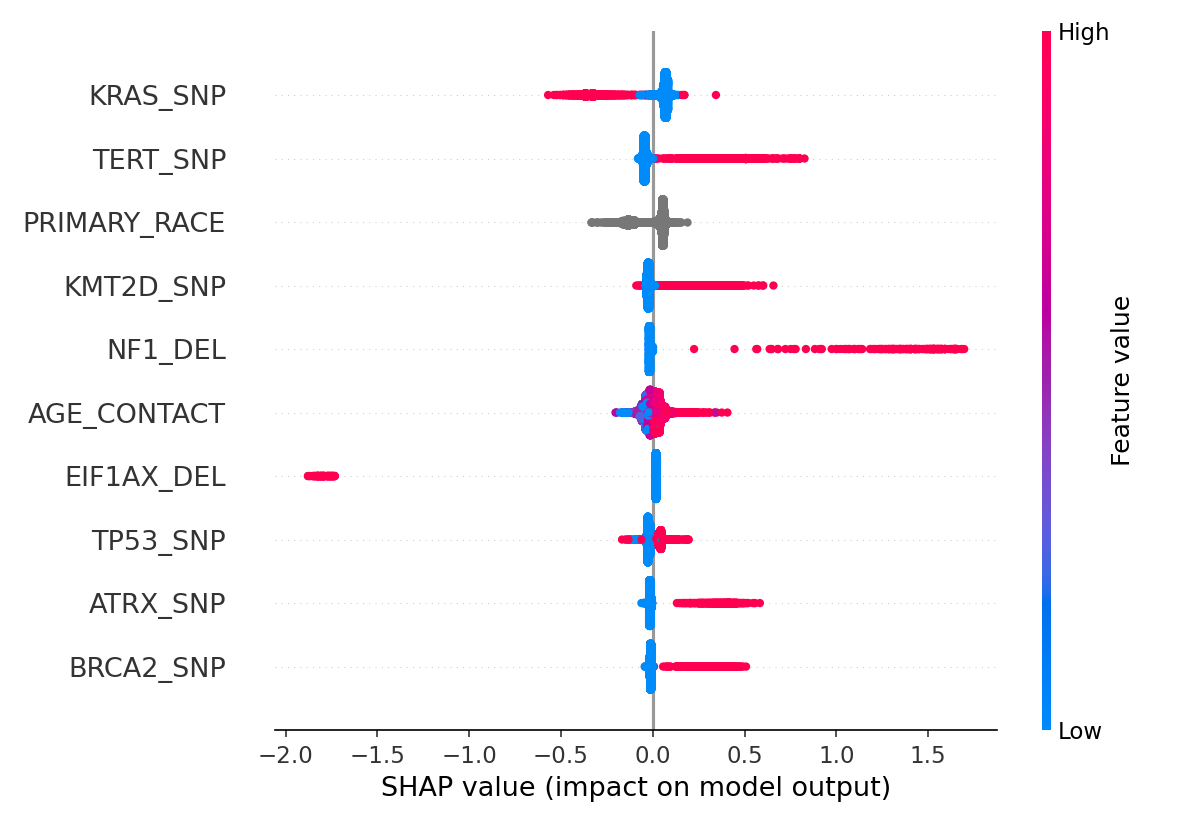 High
KRAS_SNP
TERT_SNP
PRIMARY_RACE
KMT2D_SNP
NF1_DEL
AGE_CONTACT
EIF1AX_DEL
TP53_SNP
ATRX_SNP
BRCA2_SNP
Feature value
Low
−2.0 −1.5 −1.0 −0.5 0.0 0.5 1.0 1.5
SHAP value (impact on model output)